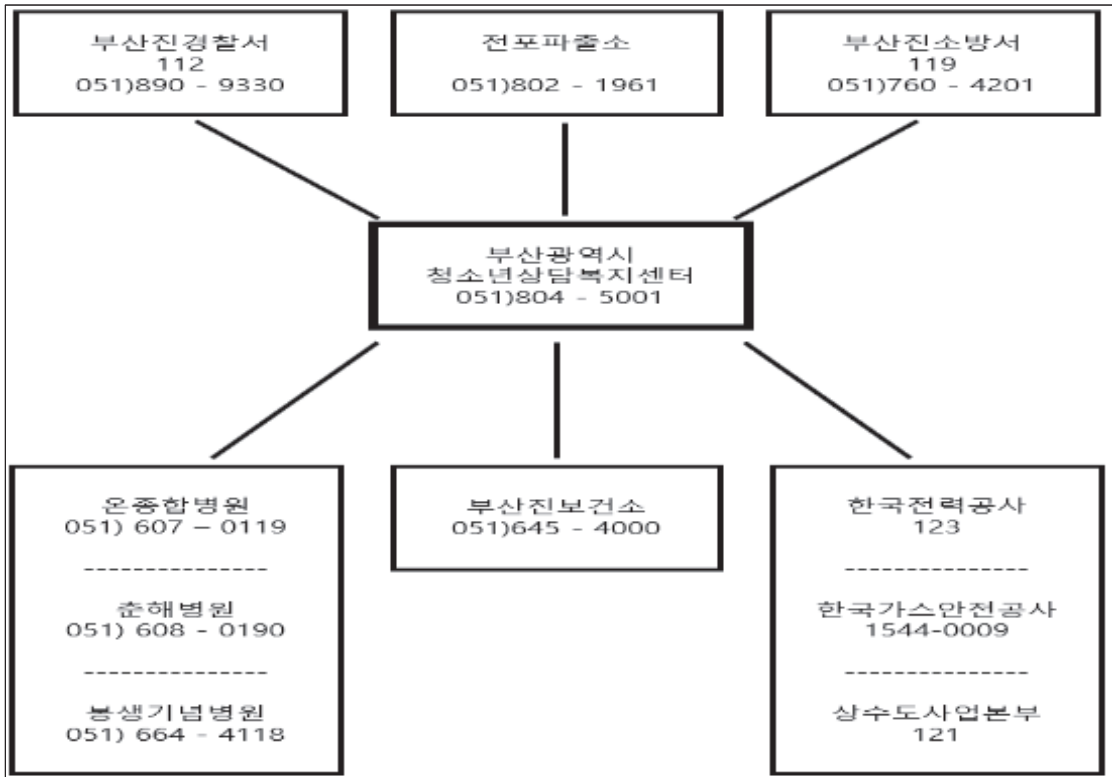 부산진경찰서
112
051)890 - 9330
전포파출소
051)802 - 1961
부산진소방서
119
051)760 - 4201
부산광역시
청소년상담복지센터
051)804 - 5001
온종합병원
051) 607 – 0119
---------------
춘해병원
051) 608 - 0190
---------------
봉생기념병원
051) 664 - 4118
부산진보건소
051)645 - 4000
한국전력공사
123
---------------
한국가스안전공사
1544-0009
---------------
상수도사업본부
121